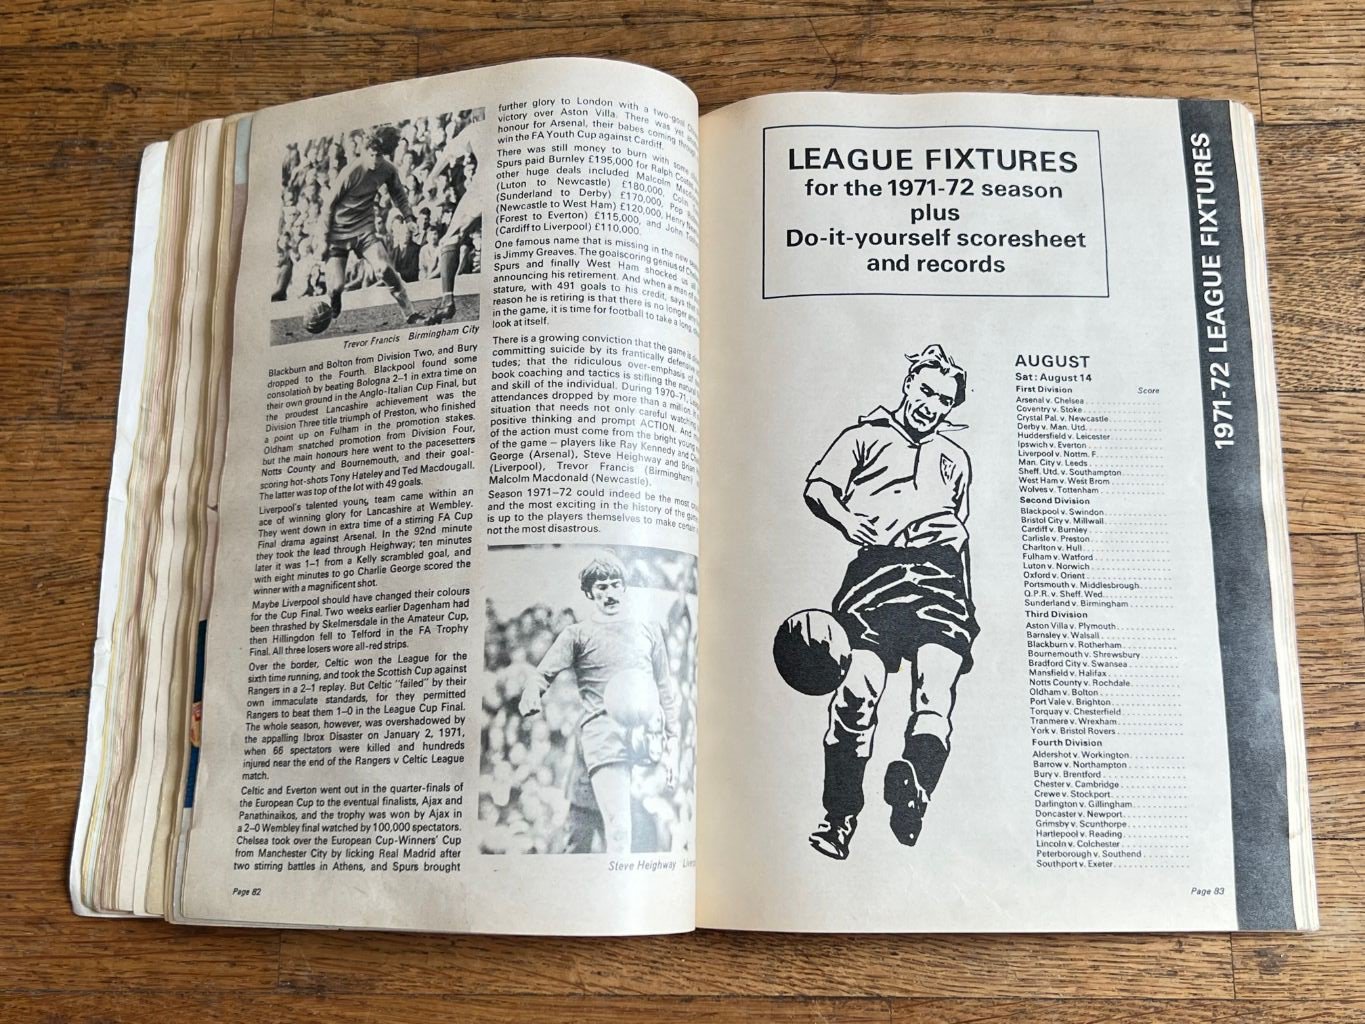 Trevor Francis Birmingham City
Blackburn and Bolton from Division Two, and Bury
dropped to the Fourth. Blackpool found some
consolation by beating Bologna 2–1 in extra time on
their own ground in the Anglo-Italian Cup Final, but
the proudest Lancashire achievement was the
Division Three title triumph of Preston, who finished
a point up on Fulham in the promotion stakes.
Oldham snatched promotion from Division Four,
but the main honours here went to the pacesetters
Notts County and Bournemouth, and their goal-
scoring hot-shots Tony Hateley and Ted Macdougall.
The latter was top of the lot with 49 goals.
Liverpool's talented young team came within an
ace of winning glory for Lancashire at Wembley.
They went down in extra time of a stirring FA Cup
Final drama against Arsenal. In the 92nd minute
they took the lead through Heighway; ten minutes
later it was 1–1 from a Kelly scrambled goal, and
with eight minutes to go Charlie George scored the
winner with a magnificent shot.
Maybe Liverpool should have changed their colours
for the Cup Final. Two weeks earlier Dagenham had
been thrashed by Skelmersdale in the Amateur Cup,
then Hillingdon fell to Telford in the FA Trophy
Final. All three losers wore all-red strips.
Over the border, Celtic won the League for the
sixth time running, and took the Scottish Cup against
Rangers in a 2–1 replay. But Celtic "failed" by their
own immaculate standards, for they permitted
Rangers to beat them 1–0 in the League Cup Final.
The whole season, however, was overshadowed by
the appalling Ibrox Disaster on January 2, 1971,
when 66 spectators were killed and hundreds
injured near the end of the Rangers v Celtic League
match.
Celtic and Everton went out in the quarter-finals of
the European Cup to the eventual finalists, Ajax and
Panathinaikos, and the trophy was won by Ajax in
a 2–0 Wembley final watched by 100,000 spectators.
Chelsea took over the European Cup-Winners' Cup
from Manchester City by licking Real Madrid after
two stirring battles in Athens, and Spurs brought
Page 82
further glory to London with a two-goal
victory over Aston Villa. There was yet
honour for Arsenal, their babes coming through
win the FA Youth Cup against Cardiff.
There was still money to burn with some
Spurs paid Burnley £195,000 for Ralph Coates
other huge deals included Malcolm
(Luton to Newcastle) £180,000, Colin
(Sunderland to Derby) £170,000, Pop
(Newcastle to West Ham) £120,000, Henry
(Forest to Everton) £115,000, and John
(Cardiff to Liverpool) £110,000.
One famous name that is missing in the new
is Jimmy Greaves. The goalscoring genius of
Spurs and finally West Ham shocked us
announcing his retirement. And when a man of
stature, with 491 goals to his credit, says
reason he is retiring is that there is no longer
in the game, it is time for football to take a long,
look at itself.
There is a growing conviction that the game is
committing suicide by its frantically defensive
tudes; that the ridiculous over-emphasis
book coaching and tactics is stifling the natural
and skill of the individual. During 1970–71,
attendances dropped by more than a million.
situation that needs not only careful watching
positive thinking and prompt ACTION. And
of the action must come from the bright young
of the game – players like Ray Kennedy and
George (Arsenal), Steve Heighway and
(Liverpool), Trevor Francis (Birmingham)
Malcolm Macdonald (Newcastle).
Season 1971–72 could indeed be the most
and the most exciting in the history of the
is up to the players themselves to make certain
not the most disastrous.
Steve Heighway
LEAGUE FIXTURES
for the 1971-72 season
plus
Do-it-yourself scoresheet
and records
AUGUST
Sat: August 14
First Division Score
Arsenal v. Chelsea
Coventry v. Stoke
Crystal Pal. v. Newcastle
Derby v. Man. Utd.
Huddersfield v. Leicester
Ipswich v. Everton
Liverpool v. Nottm. F.
Man. City v. Leeds
Sheff. Utd. v. Southampton
West Ham v. West Brom
Wolves v. Tottenham
Second Division
Blackpool v. Swindon
Bristol City v. Millwall
Cardiff v. Burnley
Carlisle v. Preston
Charlton v. Hull
Fulham v. Watford
Luton v. Norwich
Oxford v. Orient
Portsmouth v. Middlesbrough
Q.P.R. v. Sheff. Wed.
Sunderland v. Birmingham
Third Division
Aston Villa v. Plymouth
Barnsley v. Walsall
Blackburn v. Rotherham
Bournemouth v. Shrewsbury
Bradford City v. Swansea
Mansfield v. Halifax
Notts County v. Rochdale
Oldham v. Bolton
Port Vale v. Brighton
Torquay v. Chesterfield
Tranmere v. Wrexham
York v. Bristol Rovers
Fourth Division
Aldershot v. Workington
Barrow v. Northampton
Bury v. Brentford
Chester v. Cambridge
Crewe v. Stockport
Darlington v. Gillingham
Doncaster v. Newport
Grimsby v. Scunthorpe
Hartlepool v. Reading
Lincoln v. Colchester
Peterborough v. Southend
Southport v. Exeter
Page 83
1971-72 LEAGUE FIXTURES